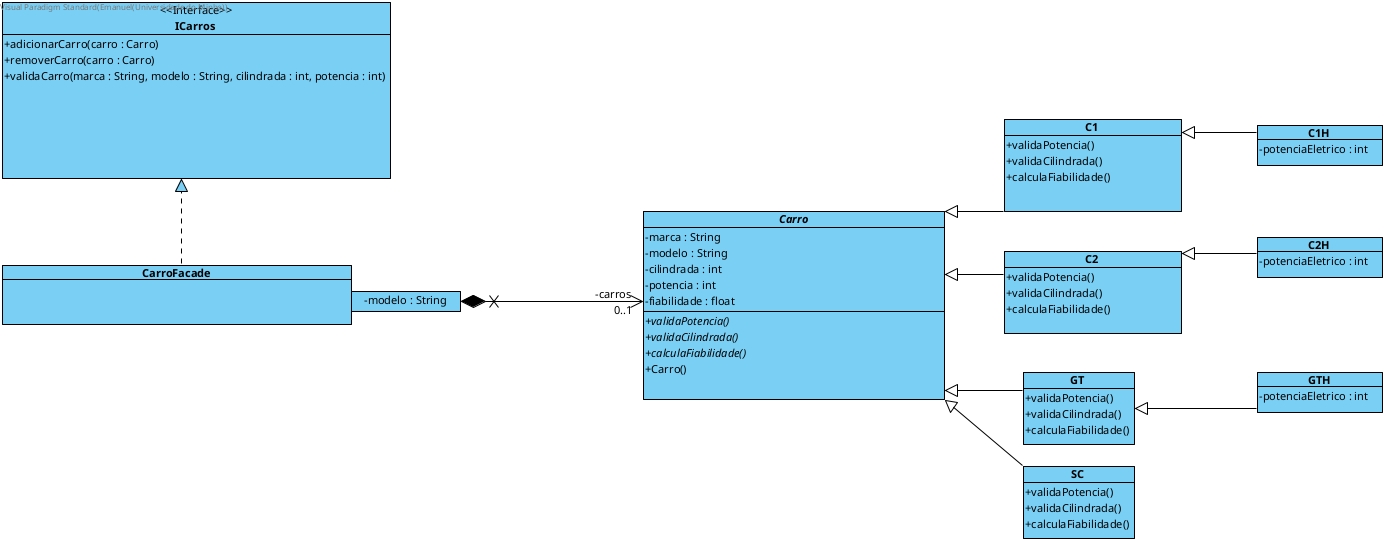 Visual Paradigm Standard(Emanuel(Universidade do Minho))
<<Interface>>
ICarros
+adicionarCarro(carro : Carro)
+removerCarro(carro : Carro)
+validaCarro(marca : String, modelo : String, cilindrada : int, potencia : int)
CarroFacade
-modelo : String
-carros
0..1
Carro
-marca : String
-modelo : String
-cilindrada : int
-potencia : int
-fiabilidade : float
+validaPotencia()
+validaCilindrada()
+calculaFiabilidade()
+Carro()
C1
+validaPotencia()
+validaCilindrada()
+calculaFiabilidade()
C1H
-potenciaEletrico : int
C2
+validaPotencia()
+validaCilindrada()
+calculaFiabilidade()
C2H
-potenciaEletrico : int
GT
+validaPotencia()
+validaCilindrada()
+calculaFiabilidade()
GTH
-potenciaEletrico : int
SC
+validaPotencia()
+validaCilindrada()
+calculaFiabilidade()